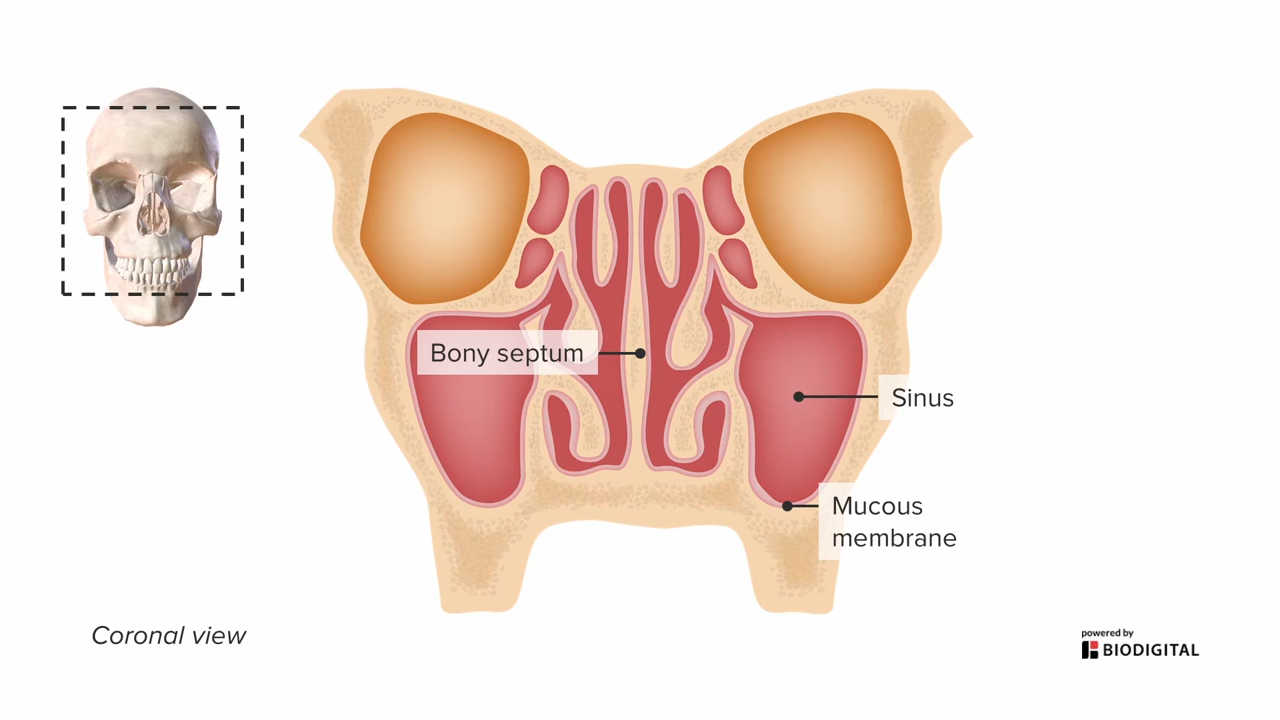 Bony septum
Sinus
Mucous
membrane
Coronal view
powered by
BIODIGITAL